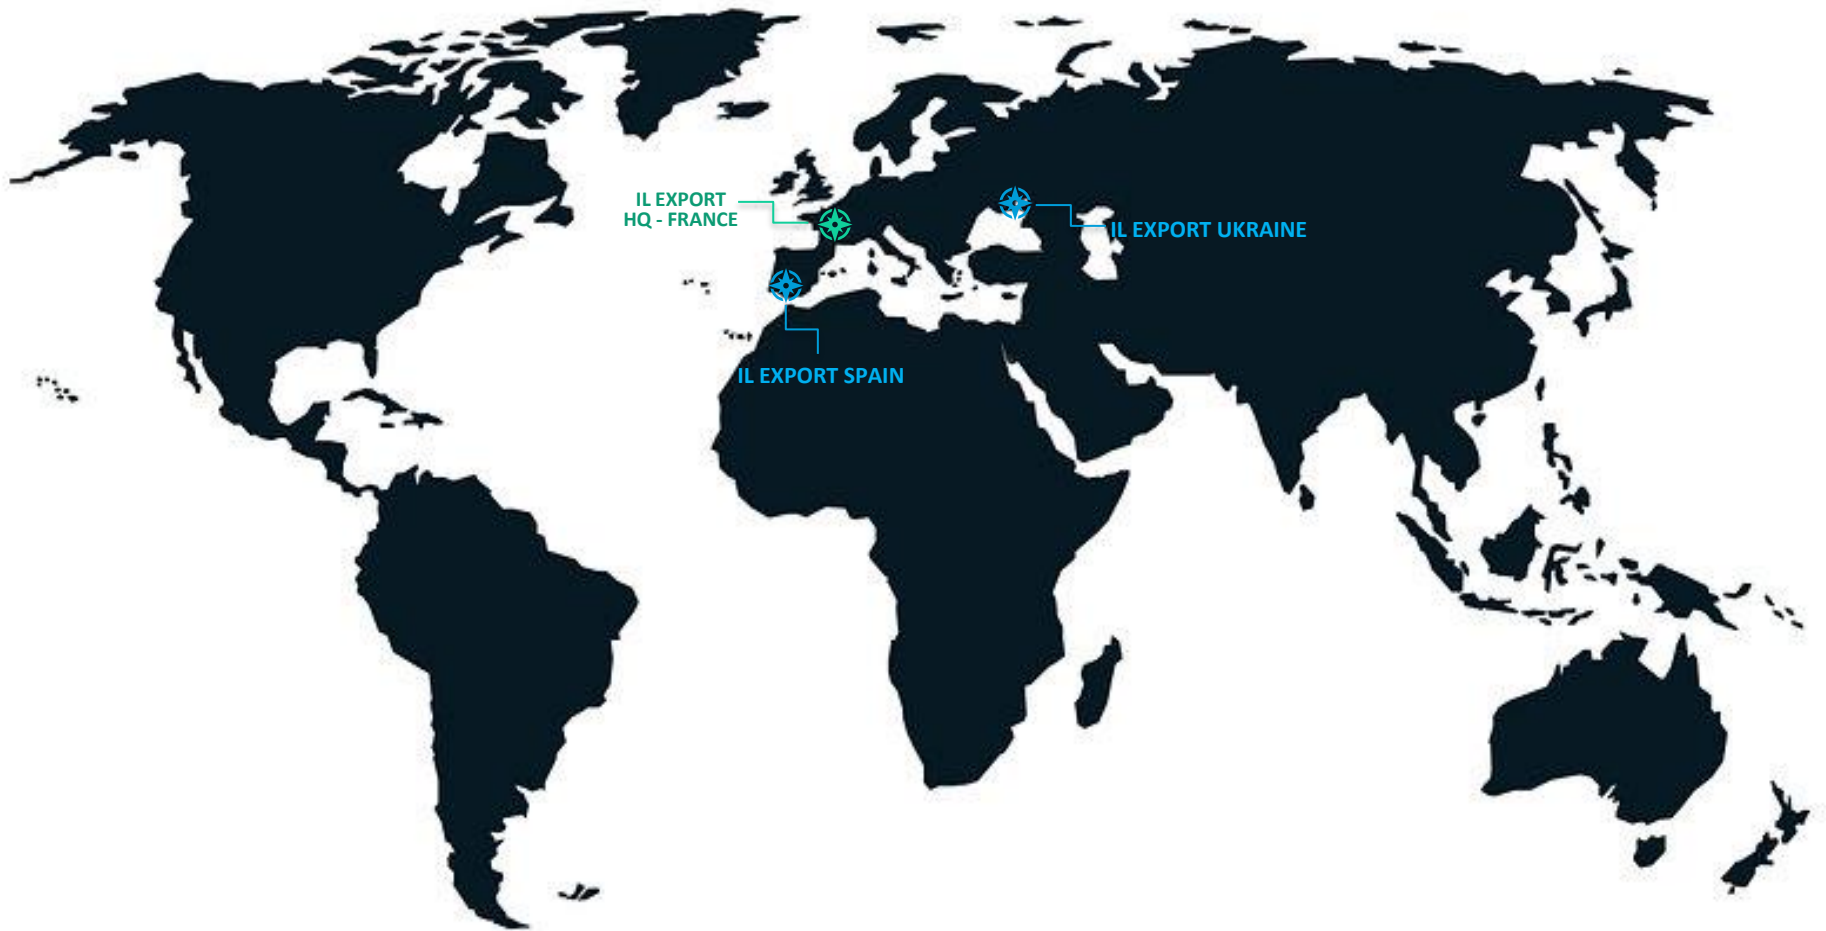 IL EXPORT
HQ - FRANCE
IL EXPORT UKRAINE
IL EXPORT SPAIN